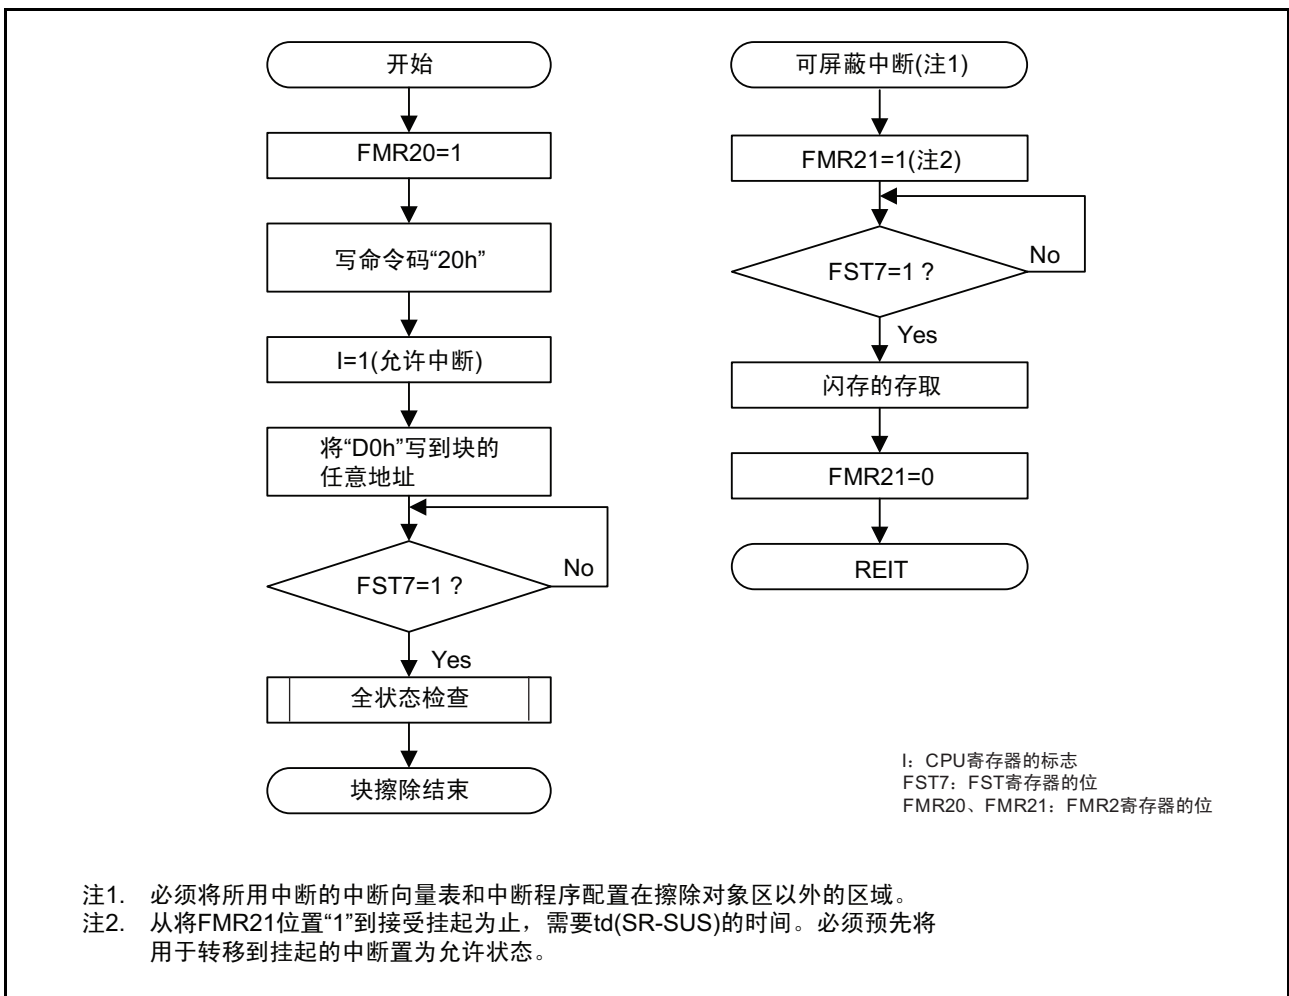 开始
FMR20=1
写命令码“20h”
I=1(允许中断)
将“D0h”写到块的
任意地址
FST7=1 ?
No
Yes
全状态检查
块擦除结束
可屏蔽中断(注1)
FMR21=1(注2)
FST7=1 ?
No
Yes
闪存的存取
FMR21=0
REIT
I：CPU寄存器的标志
FST7：FST寄存器的位
FMR20、FMR21：FMR2寄存器的位
注1. 必须将所用中断的中断向量表和中断程序配置在擦除对象区以外的区域。
注2. 从将FMR21位置“1”到接受挂起为止，需要td(SR-SUS)的时间。必须预先将
用于转移到挂起的中断置为允许状态。